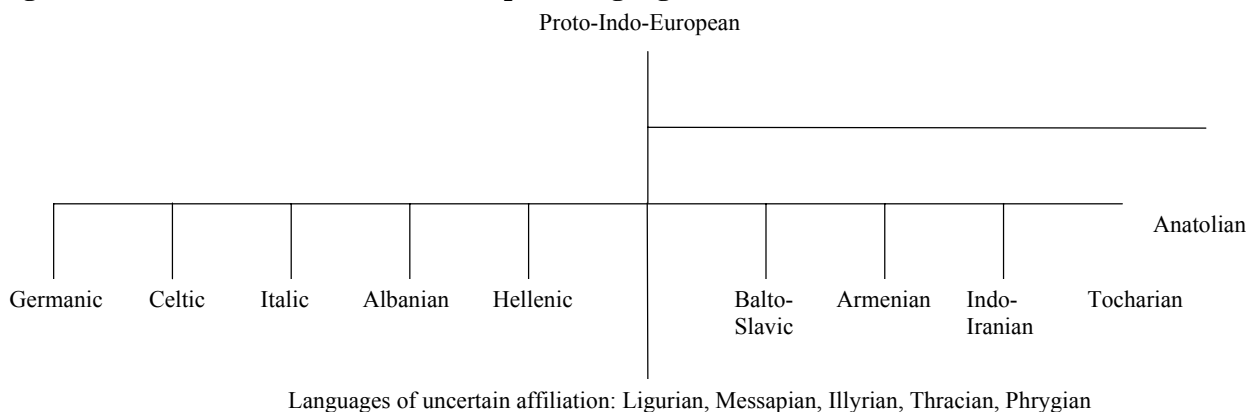 Proto-Indo-European
Anatolian
Germanic Celtic Italic Albanian Hellenic Balto- Armenian Indo- Tocharian
Slavic Iranian
Languages of uncertain affiliation: Ligurian, Messapian, Illyrian, Thracian, Phrygian